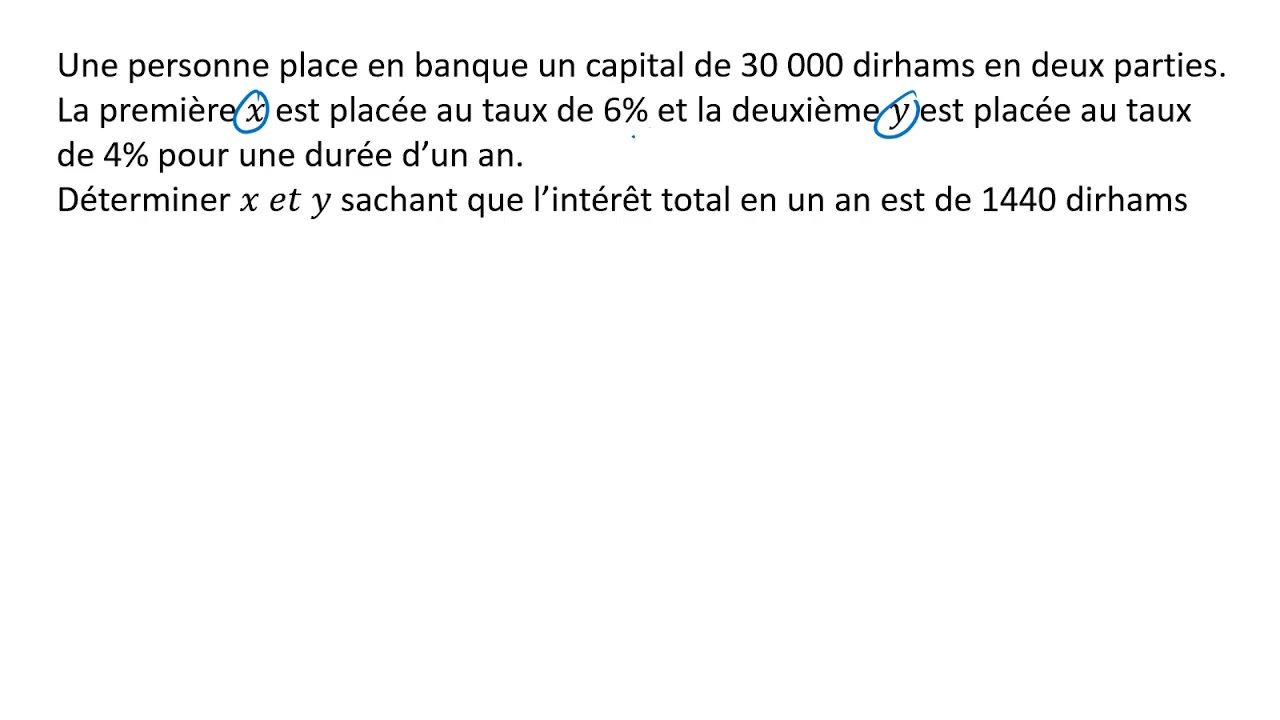 Une personne place en banque un capital de 30 000 dirhams en deux parties.
La première x est placée au taux de 6% et la deuxième y est placée au taux
de 4% pour une durée d’un an.
Déterminer x et y sachant que l’intérêt total en un an est de 1440 dirhams